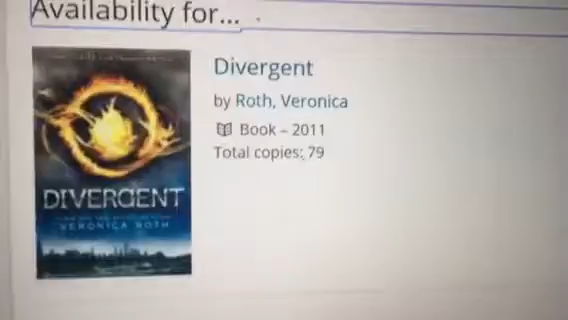 Availability for...
Divergent
by Roth, Veronica
Book – 2011
Total copies: 79
DIVERGENT
VERONICA ROTH